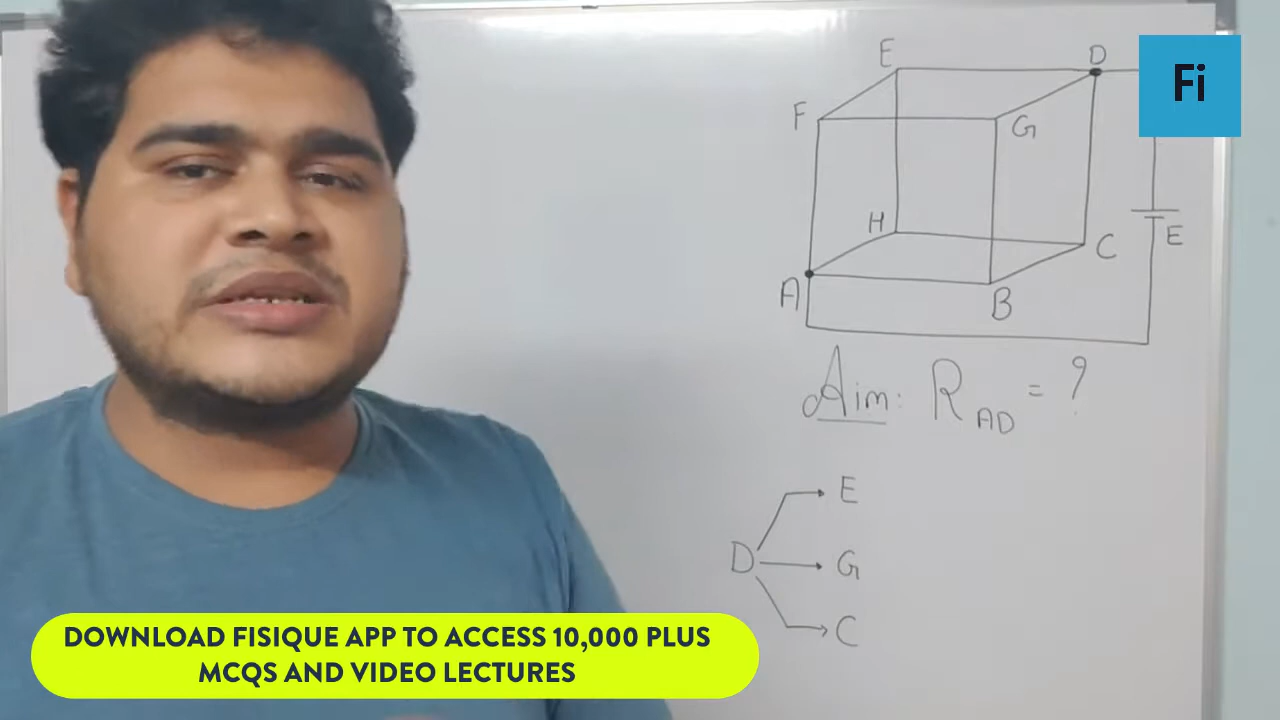 E
D
Fi
F
G
H
C
E
A
B
Aim: R_AD = ?
E
D
G
C
DOWNLOAD FISIQUE APP TO ACCESS 10,000 PLUS
MCQS AND VIDEO LECTURES